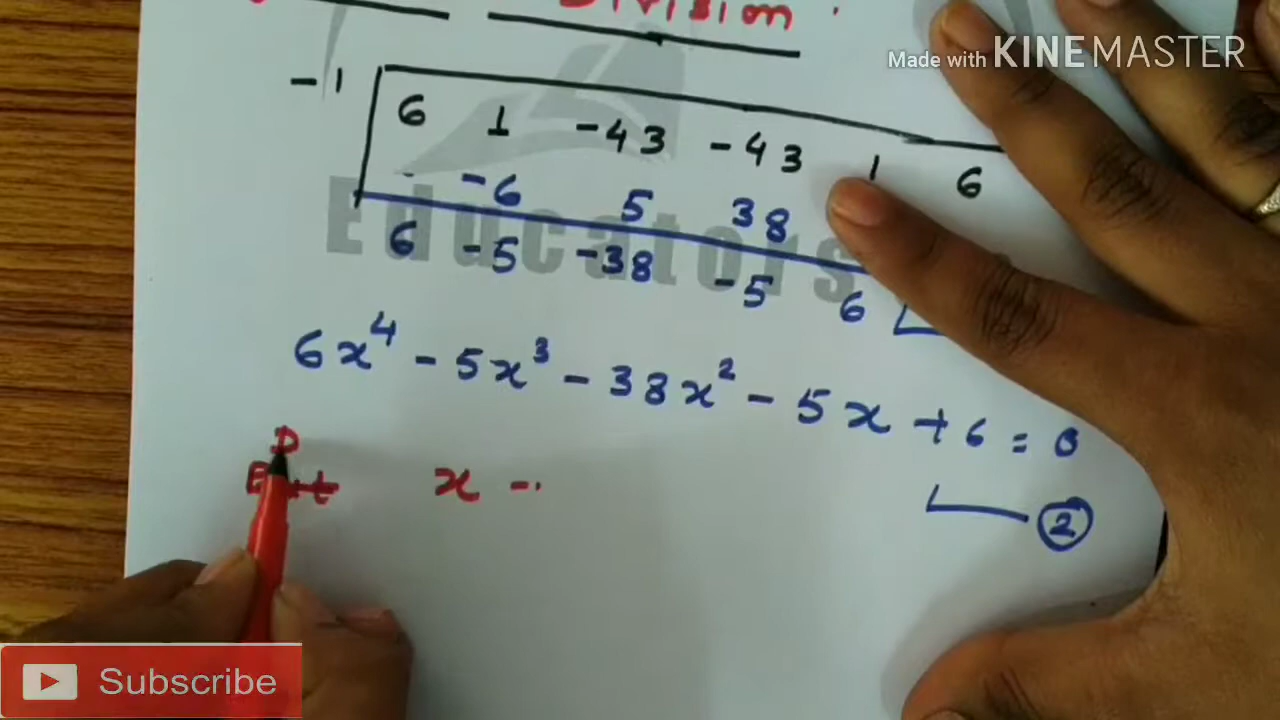 Division.
Made with KINEMASTER
-1 6 1 -43 -43 1 6
-6 5 38
Educators
6 -5 -38 -5 6
6x⁴ - 5x³ - 38x² - 5x + 6 = 0
②
D
x -
Subscribe